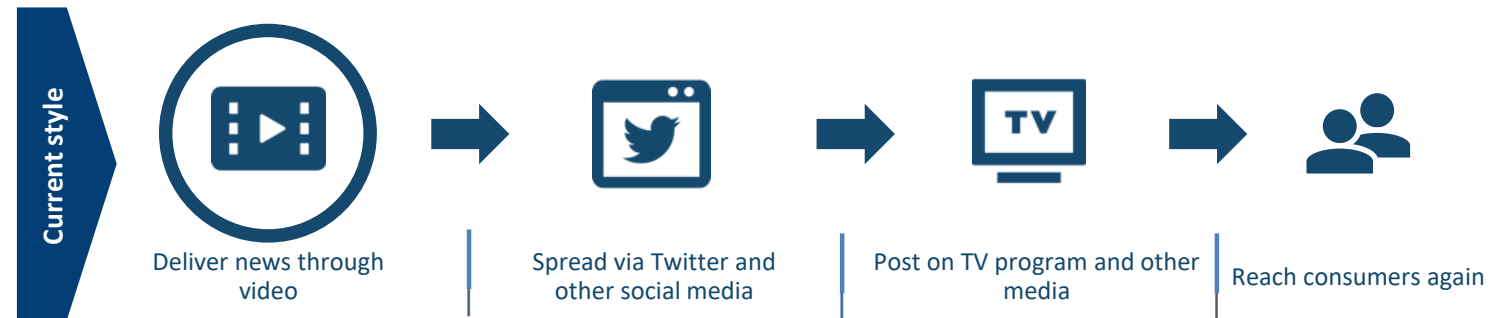 Current style
TV
Deliver news through
video
Spread via Twitter and
other social media
Post on TV program and other
media
Reach consumers again